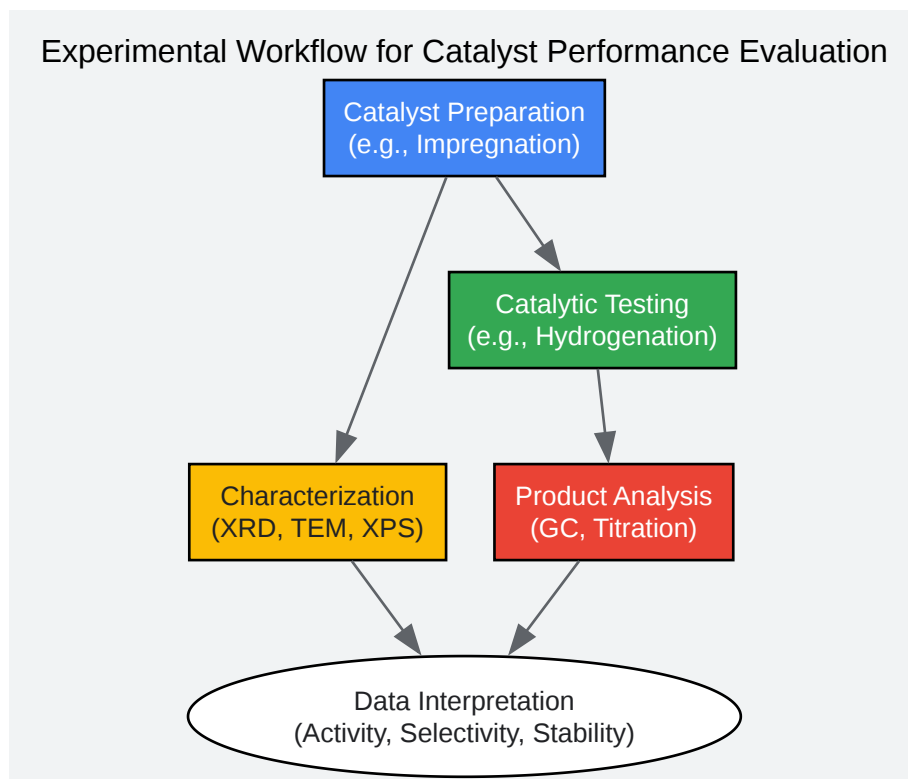 Experimental Workflow for Catalyst Performance Evaluation
Catalyst Preparation
(e.g., Impregnation)
Catalytic Testing
(e.g., Hydrogenation)
Characterization
(XRD, TEM, XPS)
Product Analysis
(GC, Titration)
Data Interpretation
(Activity, Selectivity, Stability)